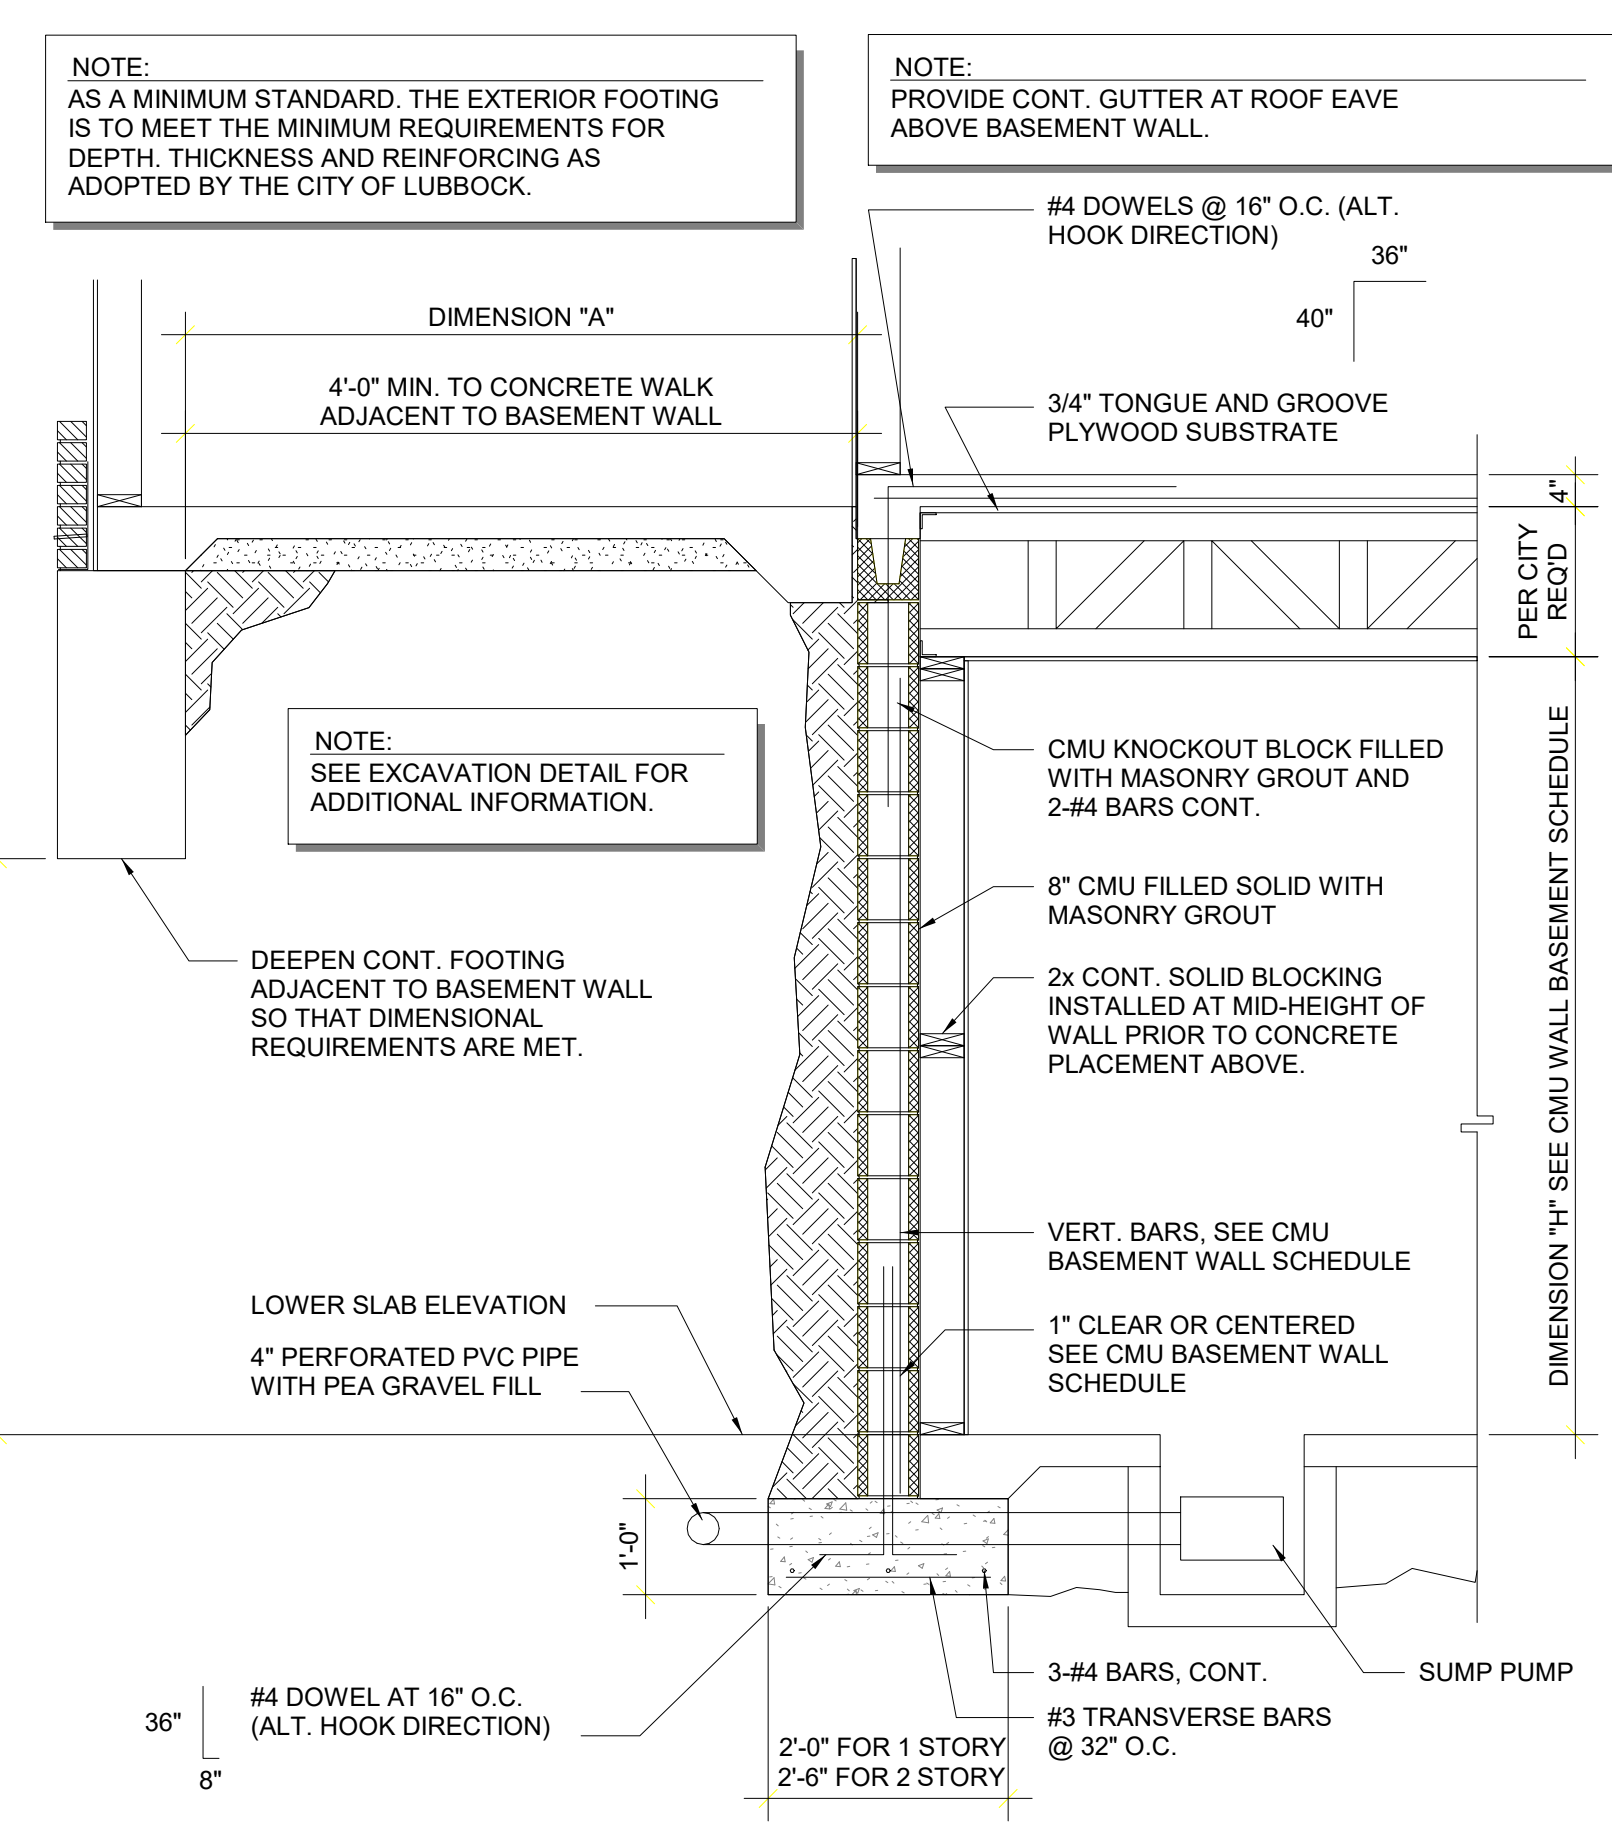 NOTE:
AS A MINIMUM STANDARD. THE EXTERIOR FOOTING
IS TO MEET THE MINIMUM REQUIREMENTS FOR
DEPTH. THICKNESS AND REINFORCING AS
ADOPTED BY THE CITY OF LUBBOCK.
NOTE:
PROVIDE CONT. GUTTER AT ROOF EAVE
ABOVE BASEMENT WALL.
#4 DOWELS @ 16" O.C. (ALT.
HOOK DIRECTION)
36"
40"
DIMENSION "A"
4'-0" MIN. TO CONCRETE WALK
ADJACENT TO BASEMENT WALL
3/4" TONGUE AND GROOVE
PLYWOOD SUBSTRATE
4"
PER CITY
REQ'D
NOTE:
SEE EXCAVATION DETAIL FOR
ADDITIONAL INFORMATION.
CMU KNOCKOUT BLOCK FILLED
WITH MASONRY GROUT AND
2-#4 BARS CONT.
8" CMU FILLED SOLID WITH
MASONRY GROUT
DEEPEN CONT. FOOTING
ADJACENT TO BASEMENT WALL
SO THAT DIMENSIONAL
REQUIREMENTS ARE MET.
2x CONT. SOLID BLOCKING
INSTALLED AT MID-HEIGHT OF
WALL PRIOR TO CONCRETE
PLACEMENT ABOVE.
DIMENSION "H" SEE CMU WALL BASEMENT SCHEDULE
VERT. BARS, SEE CMU
BASEMENT WALL SCHEDULE
LOWER SLAB ELEVATION
1" CLEAR OR CENTERED
SEE CMU BASEMENT WALL
SCHEDULE
4" PERFORATED PVC PIPE
WITH PEA GRAVEL FILL
1'-0"
3-#4 BARS, CONT.
SUMP PUMP
#4 DOWEL AT 16" O.C.
(ALT. HOOK DIRECTION)
36"
8"
#3 TRANSVERSE BARS
@ 32" O.C.
2'-0" FOR 1 STORY
2'-6" FOR 2 STORY